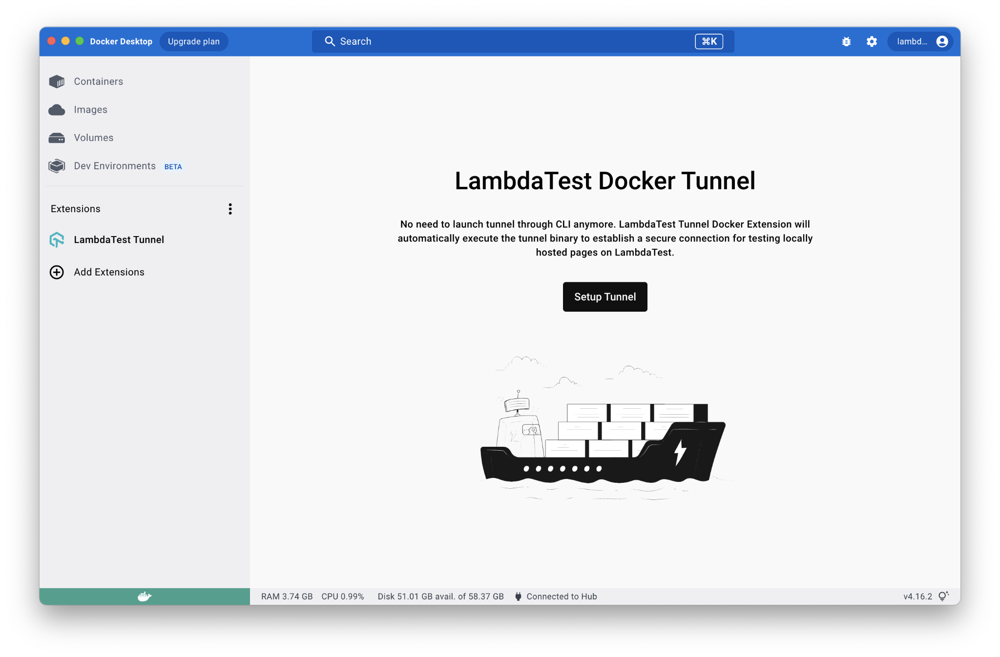 Docker Desktop
Upgrade plan
Search
⌘K
lambd...
Containers
Images
Volumes
Dev Environments BETA
Extensions
LambdaTest Tunnel
Add Extensions
LambdaTest Docker Tunnel
No need to launch tunnel through CLI anymore. LambdaTest Tunnel Docker Extension will
automatically execute the tunnel binary to establish a secure connection for testing locally
hosted pages on LambdaTest.
Setup Tunnel
RAM 3.74 GB CPU 0.99% Disk 51.01 GB avail. of 58.37 GB Connected to Hub
v4.16.2